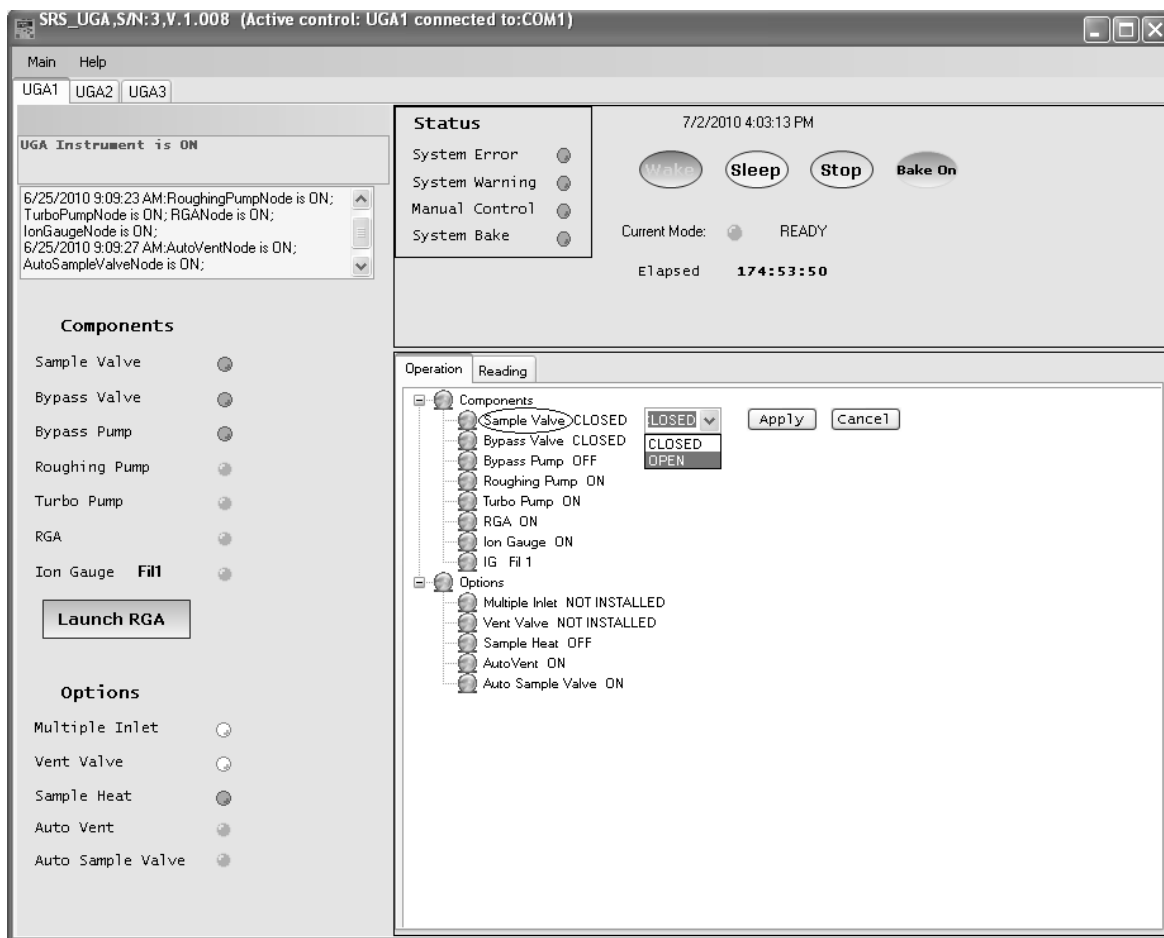 SRS_UGA,S/N:3,V.1.008 (Active control: UGA1 connected to:COM1)
Main Help
UGA1 UGA2 UGA3
UGA Instrument is ON
6/25/2010 9:09:23 AM:RoughingPumpNode is ON;
TurboPumpNode is ON; RGANode is ON;
IonGaugeNode is ON;
6/25/2010 9:09:27 AM:AutoVentNode is ON;
AutoSampleValveNode is ON;
Components
Sample Valve
Bypass Valve
Bypass Pump
Roughing Pump
Turbo Pump
RGA
Ion Gauge Fil1
Launch RGA
Options
Multiple Inlet
Vent Valve
Sample Heat
Auto Vent
Auto Sample Valve
Status
System Error
System Warning
Manual Control
System Bake
7/2/2010 4:03:13 PM
Wake Sleep Stop Bake On
Current Mode: READY
Elapsed 174:53:50
Operation Reading
Components
Sample Valve CLOSED CLOSED Apply Cancel
CLOSED
OPEN
Bypass Valve CLOSED
Bypass Pump OFF
Roughing Pump ON
Turbo Pump ON
RGA ON
Ion Gauge ON
IG Fil 1
Options
Multiple Inlet NOT INSTALLED
Vent Valve NOT INSTALLED
Sample Heat OFF
AutoVent ON
Auto Sample Valve ON